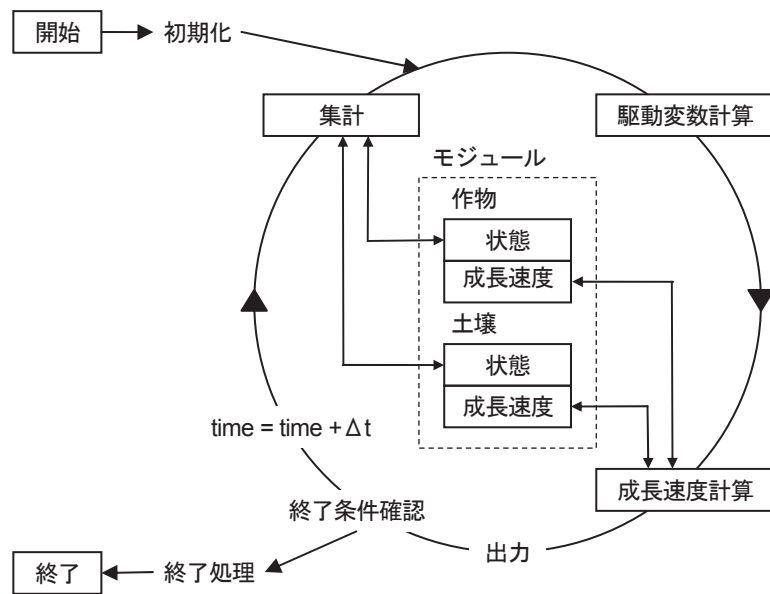 開始
初期化
集計
駆動変数計算
モジュール
作物
状態
成長速度
土壌
状態
成長速度
time = time + Δt
成長速度計算
終了条件確認
出力
終了
終了処理